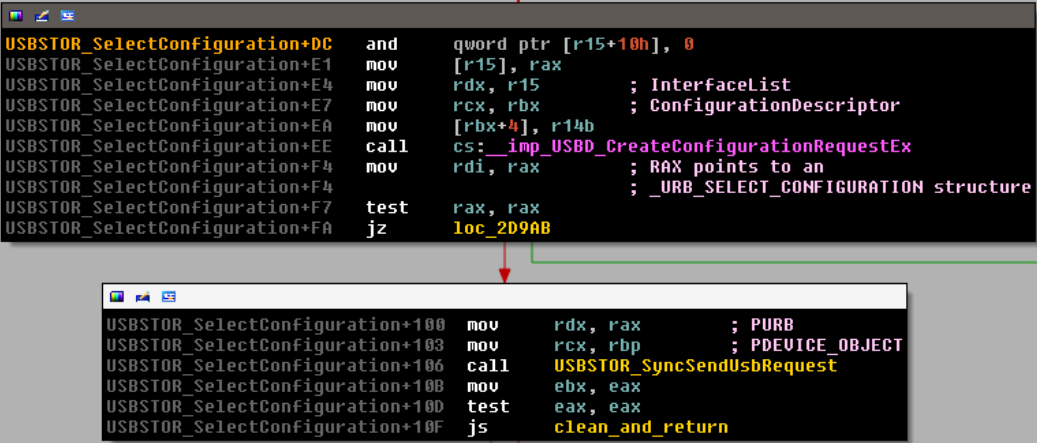 USBSTOR_SelectConfiguration+DC and qword ptr [r15+10h], 0
USBSTOR_SelectConfiguration+E1 mov [r15], rax
USBSTOR_SelectConfiguration+E4 mov rdx, r15 ; InterfaceList
USBSTOR_SelectConfiguration+E7 mov rcx, rbx ; ConfigurationDescriptor
USBSTOR_SelectConfiguration+EA mov [rbx+4], r14b
USBSTOR_SelectConfiguration+EE call cs:__imp_USBD_CreateConfigurationRequestEx
USBSTOR_SelectConfiguration+F4 mov rdi, rax ; RAX points to an
USBSTOR_SelectConfiguration+F4 ; _URB_SELECT_CONFIGURATION structure
USBSTOR_SelectConfiguration+F7 test rax, rax
USBSTOR_SelectConfiguration+FA jz loc_2D9AB
USBSTOR_SelectConfiguration+100 mov rdx, rax ; PURB
USBSTOR_SelectConfiguration+103 mov rcx, rbp ; PDEVICE_OBJECT
USBSTOR_SelectConfiguration+106 call USBSTOR_SyncSendUsbRequest
USBSTOR_SelectConfiguration+10B mov ebx, eax
USBSTOR_SelectConfiguration+10D test eax, eax
USBSTOR_SelectConfiguration+10F js clean_and_return